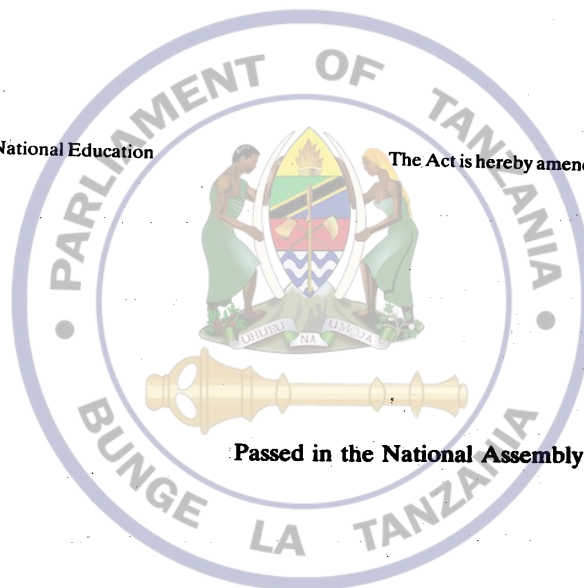 PARLIAMENT OF TANZANIA
National Education
The Act is hereby amen
UHURU NA UMOJA
Passed in the National Assembly
BUNGE LA TANZANIA